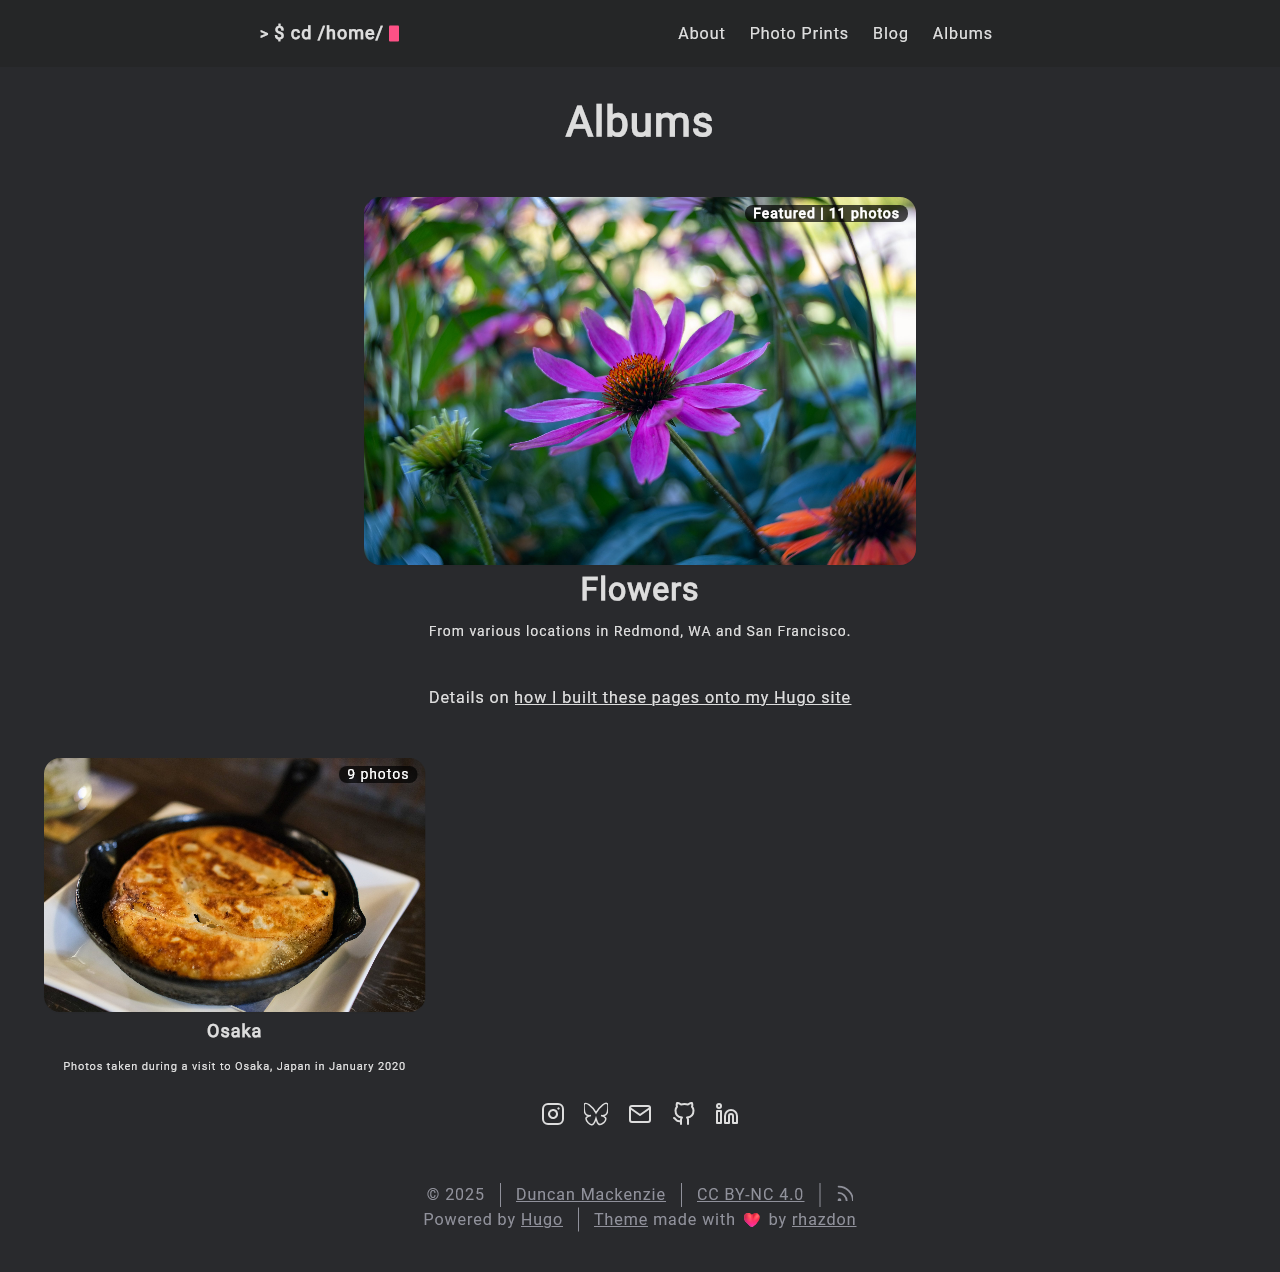 > $ cd /home/
About Photo Prints Blog Albums
Albums
Featured | 11 photos
Flowers
From various locations in Redmond, WA and San Francisco.
Details on how I built these pages onto my Hugo site
9 photos
Osaka
Photos taken during a visit to Osaka, Japan in January 2020
© 2025 Duncan Mackenzie CC BY-NC 4.0
Powered by Hugo Theme made with by rhazdon